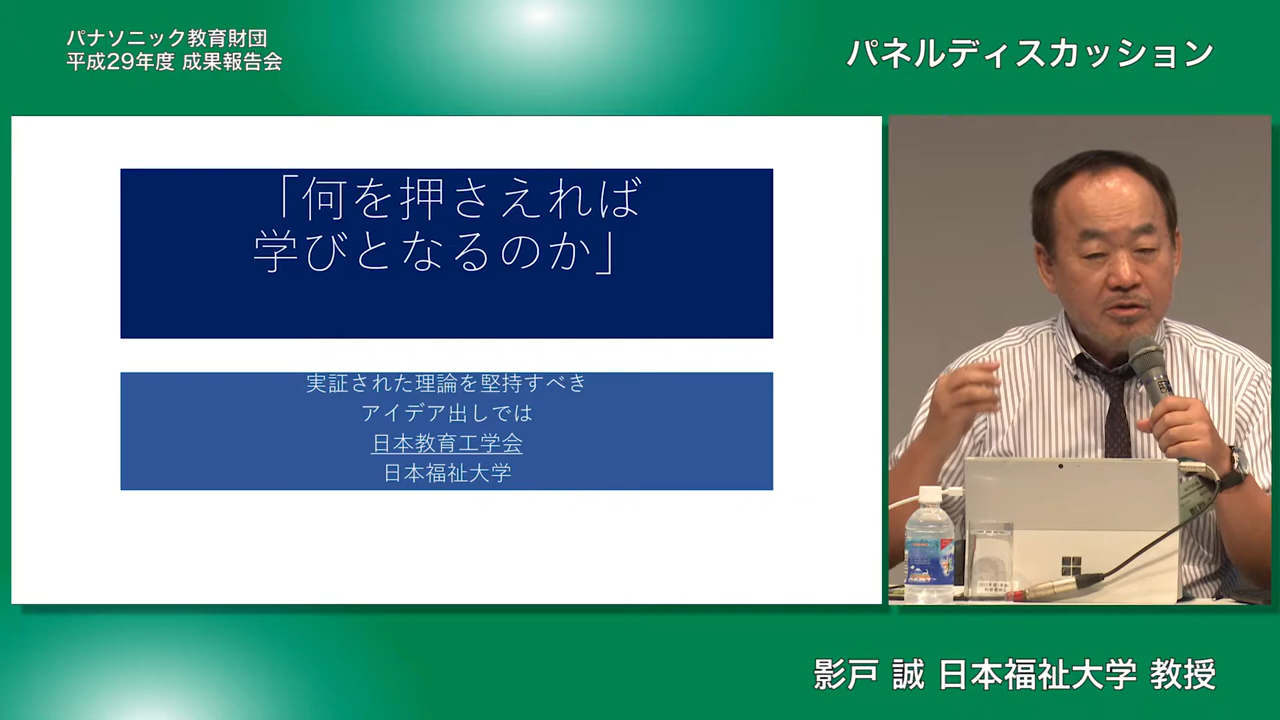 パナソニック教育財団
平成29年度 成果報告会
パネルディスカッション
「何を押さえれば
学びとなるのか」
実証された理論を堅持すべき
アイデア出しでは
日本教育工学会
日本福祉大学
影戸 誠 日本福祉大学 教授